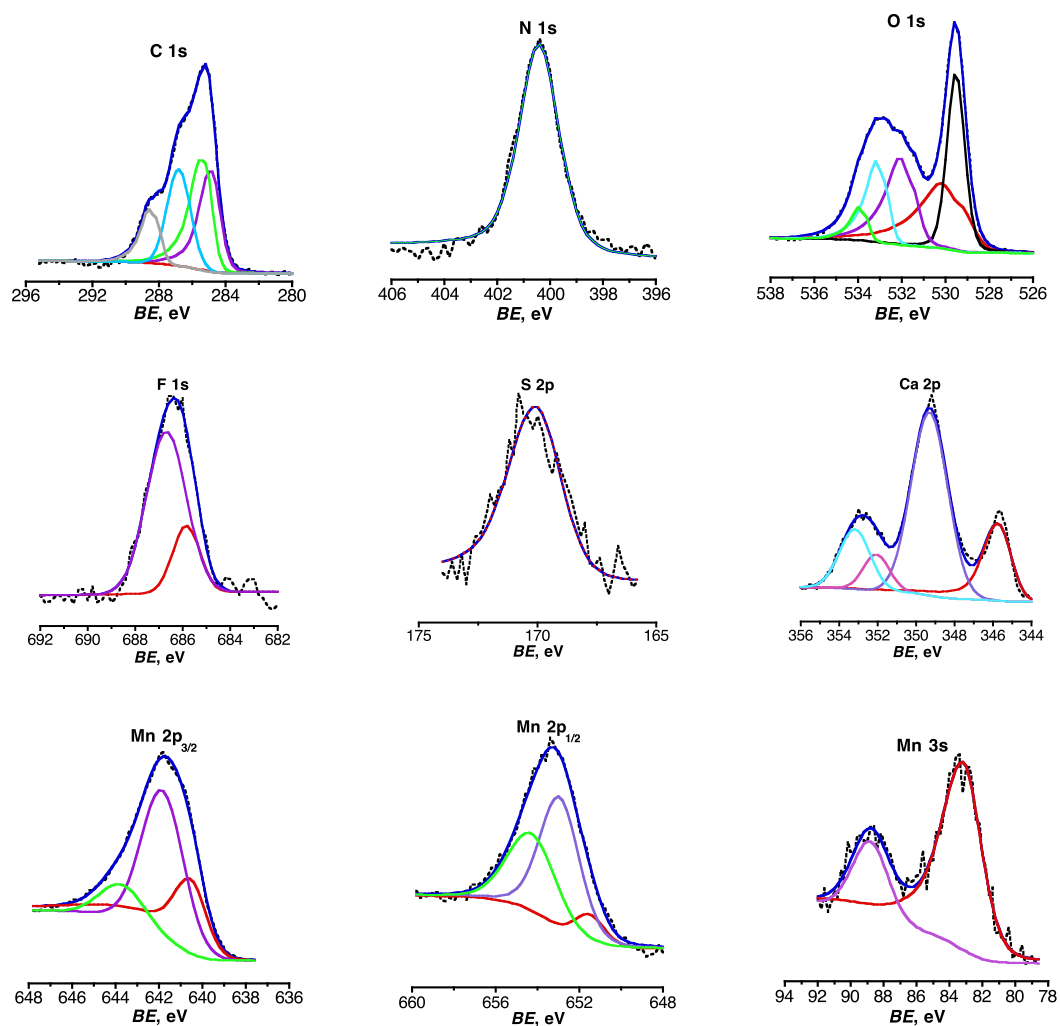 C 1s
296 292 288 284 280
BE, eV
N 1s
406 404 402 400 398 396
BE, eV
O 1s
538 536 534 532 530 528 526
BE, eV
F 1s
692 690 688 686 684 682
BE, eV
S 2p
175 170 165
BE, eV
Ca 2p
356 354 352 350 348 346 344
BE, eV
Mn 2p3/2
648 646 644 642 640 638 636
BE, eV
Mn 2p1/2
660 656 652 648
BE, eV
Mn 3s
94 92 90 88 86 84 82 80 78
BE, eV